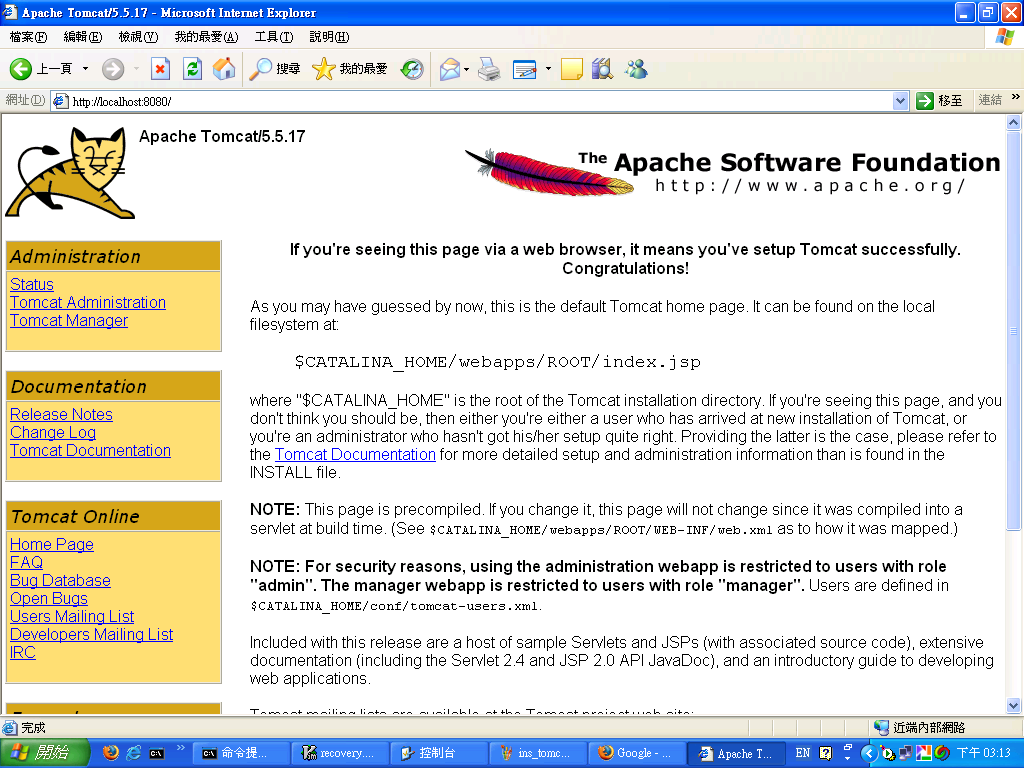 Apache Tomcat/5.5.17 - Microsoft Internet Explorer
檔案(F) 編輯(E) 檢視(V) 我的最愛(A) 工具(T) 說明(H)
上一頁 搜尋 我的最愛
網址(D) http://localhost:8080/ 移至 連結 »
Apache Tomcat/5.5.17
The Apache Software Foundation
http://www.apache.org/
Administration
Status
Tomcat Administration
Tomcat Manager
Documentation
Release Notes
Change Log
Tomcat Documentation
Tomcat Online
Home Page
FAQ
Bug Database
Open Bugs
Users Mailing List
Developers Mailing List
IRC
If you're seeing this page via a web browser, it means you've setup Tomcat successfully.
Congratulations!
As you may have guessed by now, this is the default Tomcat home page. It can be found on the local
filesystem at:
$CATALINA_HOME/webapps/ROOT/index.jsp
where "$CATALINA_HOME" is the root of the Tomcat installation directory. If you're seeing this page, and you
don't think you should be, then either you're either a user who has arrived at new installation of Tomcat, or
you're an administrator who hasn't got his/her setup quite right. Providing the latter is the case, please refer to
the Tomcat Documentation for more detailed setup and administration information than is found in the
INSTALL file.
NOTE: This page is precompiled. If you change it, this page will not change since it was compiled into a
servlet at build time. (See $CATALINA_HOME/webapps/ROOT/WEB-INF/web.xml as to how it was mapped.)
NOTE: For security reasons, using the administration webapp is restricted to users with role
"admin". The manager webapp is restricted to users with role "manager". Users are defined in
$CATALINA_HOME/conf/tomcat-users.xml.
Included with this release are a host of sample Servlets and JSPs (with associated source code), extensive
documentation (including the Servlet 2.4 and JSP 2.0 API JavaDoc), and an introductory guide to developing
web applications.
Tomcat mailing lists are available at the Tomcat project web site:
完成 近端內部網路
開始 » 命令提... recovery.... 控制台 ins_tomc... Google - ... Apache T... EN 下午 03:13